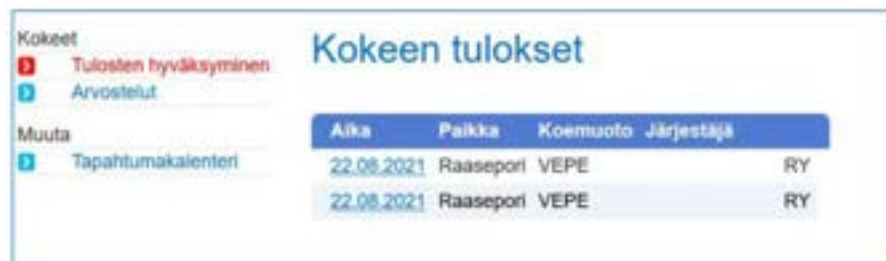 Kokeet
Tulosten hyväksyminen
Arvostelut
Muuta
Tapahtumakalenteri
Kokeen tulokset
Aika Paikka Koemuoto Järjestäjä
22.08.2021 Raasepori VEPE RY
22.08.2021 Raasepori VEPE RY